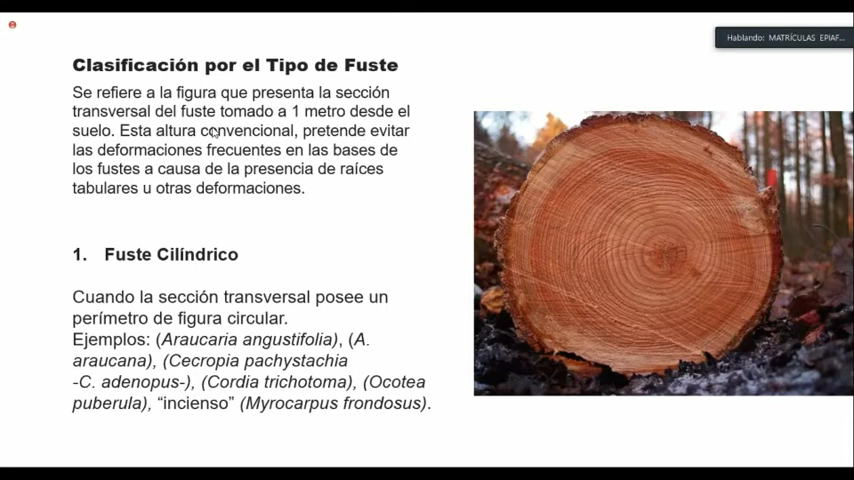 Hablando: MATRÍCULAS EPIAF...
Clasificación por el Tipo de Fuste
Se refiere a la figura que presenta la sección
transversal del fuste tomado a 1 metro desde el
suelo. Esta altura convencional, pretende evitar
las deformaciones frecuentes en las bases de
los fustes a causa de la presencia de raíces
tabulares u otras deformaciones.
1. Fuste Cilíndrico
Cuando la sección transversal posee un
perímetro de figura circular.
Ejemplos: (Araucaria angustifolia), (A.
araucana), (Cecropia pachystachia
-C. adenopus-), (Cordia trichotoma), (Ocotea
puberula), “incienso” (Myrocarpus frondosus).